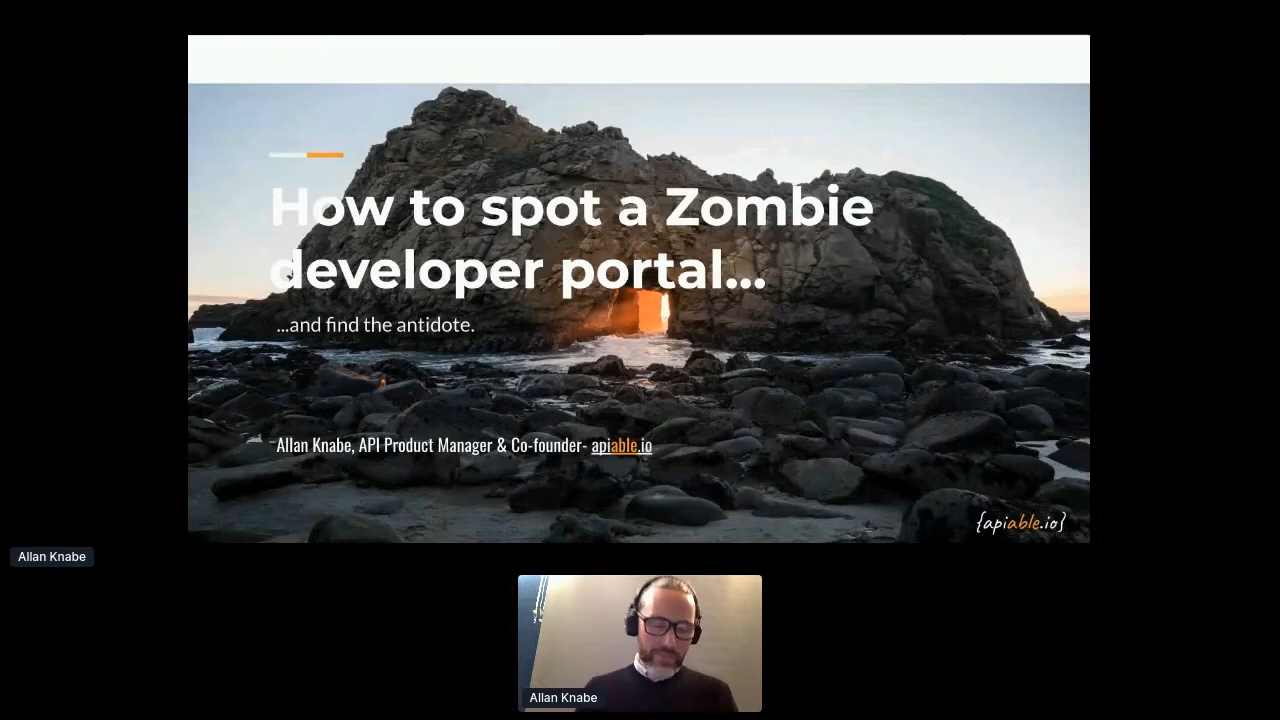 How to spot a Zombie
developer portal...
...and find the antidote.
Allan Knabe, API Product Manager & Co-founder- apiable.io
{apiable.io}
Allan Knabe
Allan Knabe